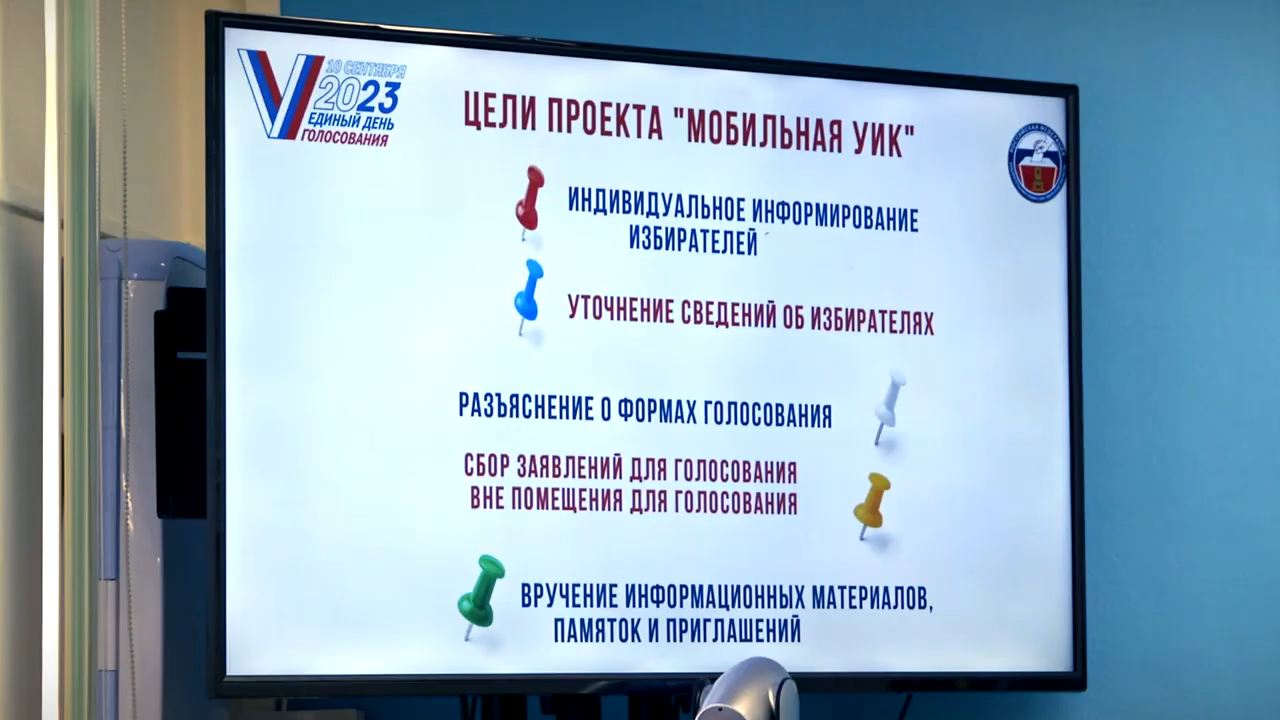 10 СЕНТЯБРЯ
2023
ЕДИНЫЙ ДЕНЬ
ГОЛОСОВАНИЯ
ЦЕЛИ ПРОЕКТА "МОБИЛЬНАЯ УИК"
ИНДИВИДУАЛЬНОЕ ИНФОРМИРОВАНИЕ
ИЗБИРАТЕЛЕЙ
УТОЧНЕНИЕ СВЕДЕНИЙ ОБ ИЗБИРАТЕЛЯХ
РАЗЪЯСНЕНИЕ О ФОРМАХ ГОЛОСОВАНИЯ
СБОР ЗАЯВЛЕНИЙ ДЛЯ ГОЛОСОВАНИЯ
ВНЕ ПОМЕЩЕНИЯ ДЛЯ ГОЛОСОВАНИЯ
ВРУЧЕНИЕ ИНФОРМАЦИОННЫХ МАТЕРИАЛОВ,
ПАМЯТОК И ПРИГЛАШЕНИЙ